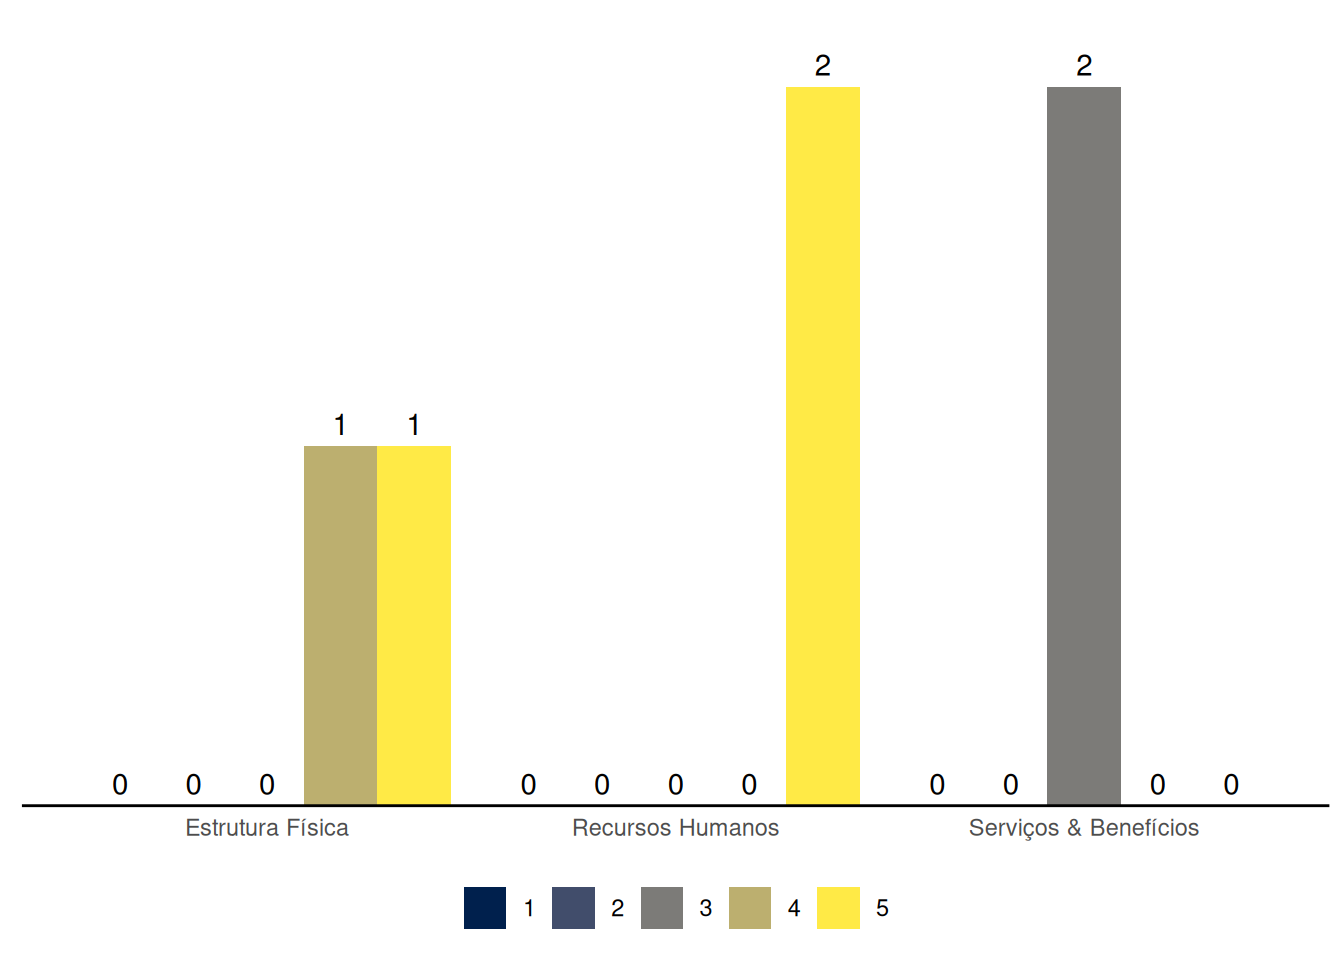 2 2
1 1
0 0 0 0 0 0 0 0 0 0 0
Estrutura Física Recursos Humanos Serviços & Benefícios
1 2 3 4 5